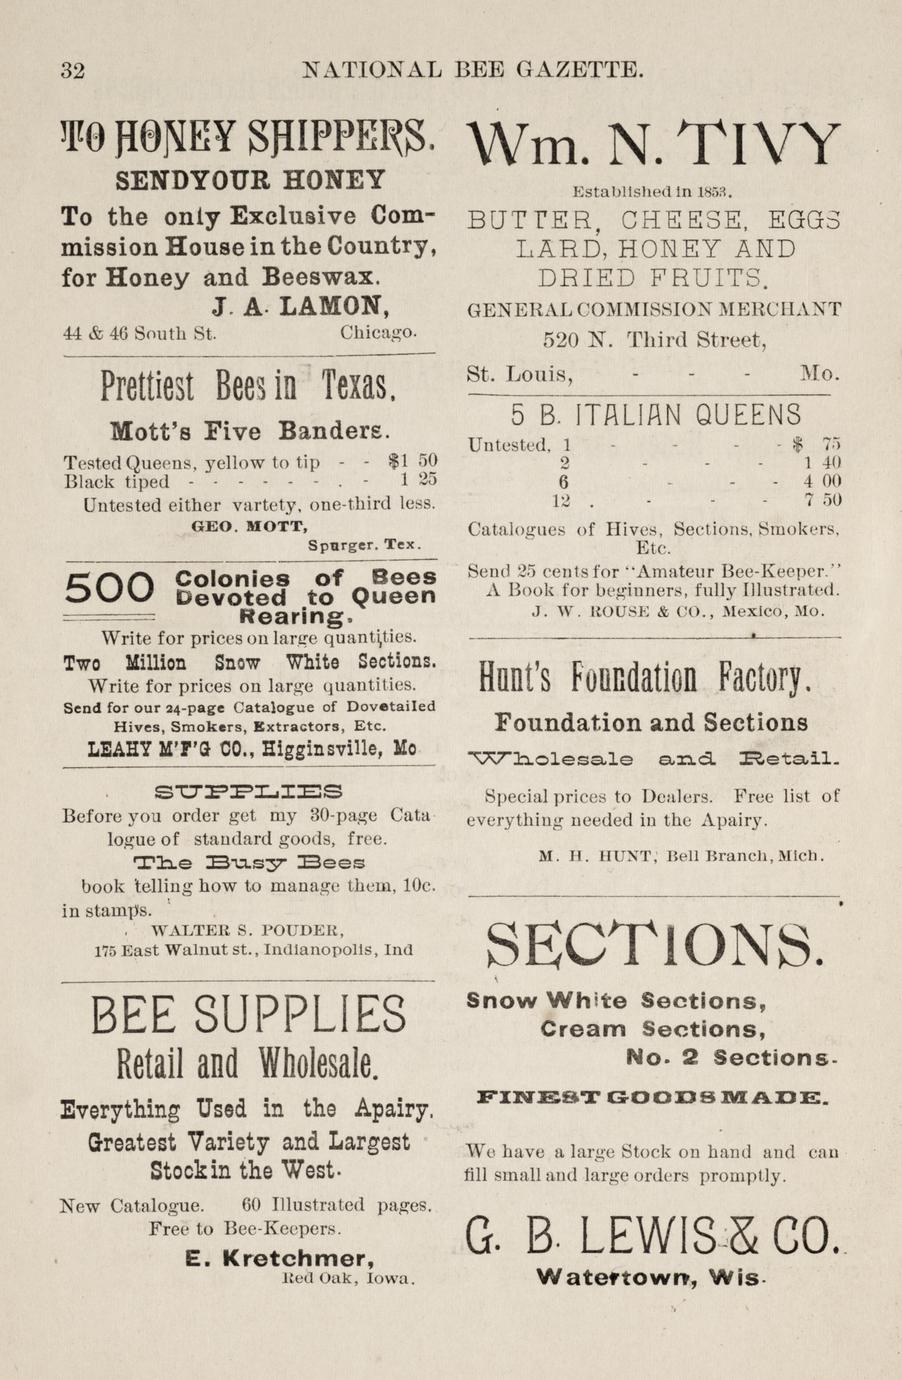 32 NATIONAL BEE GAZETTE.
TO HONEY SHIPPERS.
SENDYOUR HONEY
To the only Exclusive Com-
mission House in the Country,
for Honey and Beeswax.
J. A. LAMON,
44 & 46 South St. Chicago.
Prettiest Bees in Texas.
Mott's Five Banders.
Tested Queens, yellow to tip - - $1 50
Black tiped - - - - - - . - 1 25
Untested either vartety, one-third less.
GEO. MOTT,
Spurger. Tex.
500 Colonies of Bees
Devoted to Queen
Rearing.
Write for prices on large quantities.
Two Million Snow White Sections.
Write for prices on large quantities.
Send for our 24-page Catalogue of Dovetailed
Hives, Smokers, Extractors, Etc.
LEAHY M'F'G CO., Higginsville, Mo
SUPPLIES
Before you order get my 30-page Cata
logue of standard goods, free.
The Busy Bees
book telling how to manage them, 10c.
in stamps.
WALTER S. POUDER,
175 East Walnut st., Indianopolis, Ind
BEE SUPPLIES
Retail and Wholesale.
Everything Used in the Apairy.
Greatest Variety and Largest
Stock in the West.
New Catalogue. 60 Illustrated pages.
Free to Bee-Keepers.
E. Kretchmer,
Red Oak, Iowa.
Wm. N. TIVY
Established in 1853.
BUTTER, CHEESE, EGGS
LARD, HONEY AND
DRIED FRUITS.
GENERAL COMMISSION MERCHANT
520 N. Third Street,
St. Louis, - - - Mo.
5 B. ITALIAN QUEENS
Untested, 1 - - - - $ 75
2 - - - 1 40
6 - - - 4 00
12 . - - - 7 50
Catalogues of Hives, Sections, Smokers,
Etc.
Send 25 cents for "Amateur Bee-Keeper."
A Book for beginners, fully Illustrated.
J. W. ROUSE & CO., Mexico, Mo.
Hunt's Foundation Factory.
Foundation and Sections
Wholesale and Retail.
Special prices to Dealers. Free list of
everything needed in the Apairy.
M. H. HUNT, Bell Branch, Mich.
SECTIONS.
Snow White Sections,
Cream Sections,
No. 2 Sections.
FINEST GOODS MADE.
We have a large Stock on hand and can
fill small and large orders promptly.
G. B. LEWIS & CO.
Watertown, Wis.